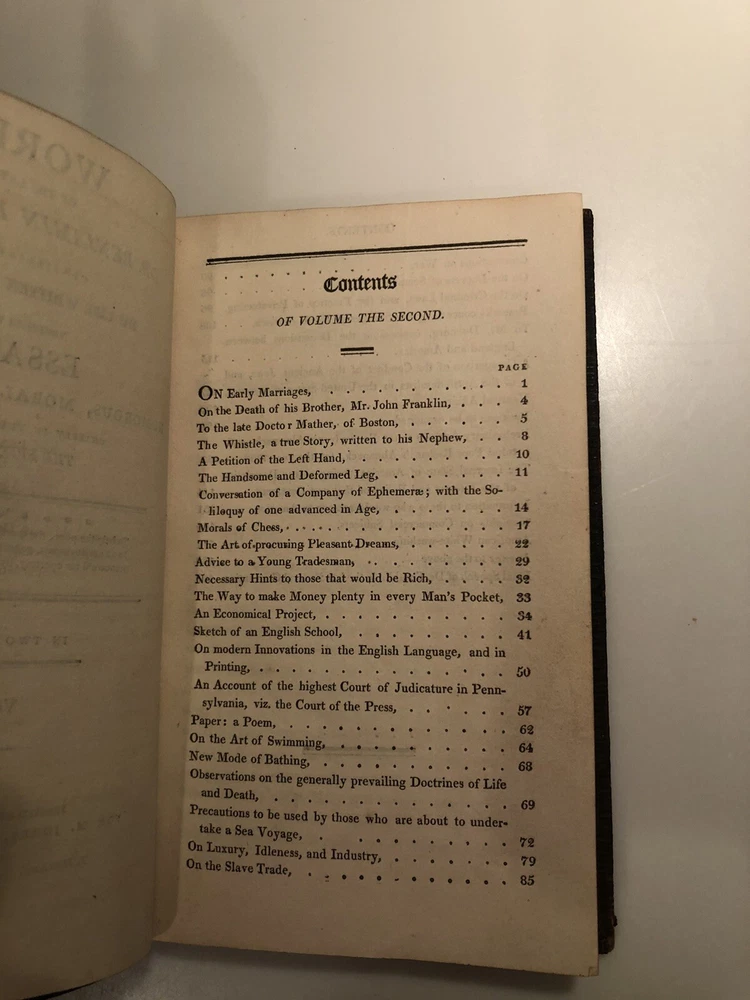 Contents
OF VOLUME THE SECOND.
PAGE
ON Early Marriages, . . . . . . . . . . 1
On the Death of his Brother, Mr. John Franklin, . . . 4
To the late Doctor Mather, of Boston, . . . . . 5
The Whistle, a true Story, written to his Nephew, . . 8
A Petition of the Left Hand, . . . . . . . . 10
The Handsome and Deformed Leg, . . . . . . 11
Conversation of a Company of Ephemeræ; with the So-
liloquy of one advanced in Age, . . . . . . 14
Morals of Chess, . . . . . . . . . . . 17
The Art of procuring Pleasant Dreams, . . . . . 22
Advice to a Young Tradesman, . . . . . . . 29
Necessary Hints to those that would be Rich, . . . . 32
The Way to make Money plenty in every Man's Pocket, 33
An Economical Project, . . . . . . . . . . 34
Sketch of an English School, . . . . . . . . 41
On modern Innovations in the English Language, and in
Printing, . . . . . . . . . . . . . 50
An Account of the highest Court of Judicature in Penn-
sylvania, viz. the Court of the Press, . . . . . . 57
Paper: a Poem, . . . . . . . . . . . 62
On the Art of Swimming, . . . . . . . . . 64
New Mode of Bathing, . . . . . . . . . . 68
Observations on the generally prevailing Doctrines of Life
and Death, . . . . . . . . . . . . 69
Precautions to be used by those who are about to under-
take a Sea Voyage, . . . . . . . . . 72
On Luxury, Idleness, and Industry, . . . . . . . 79
On the Slave Trade, . . . . . . . . . . . 85